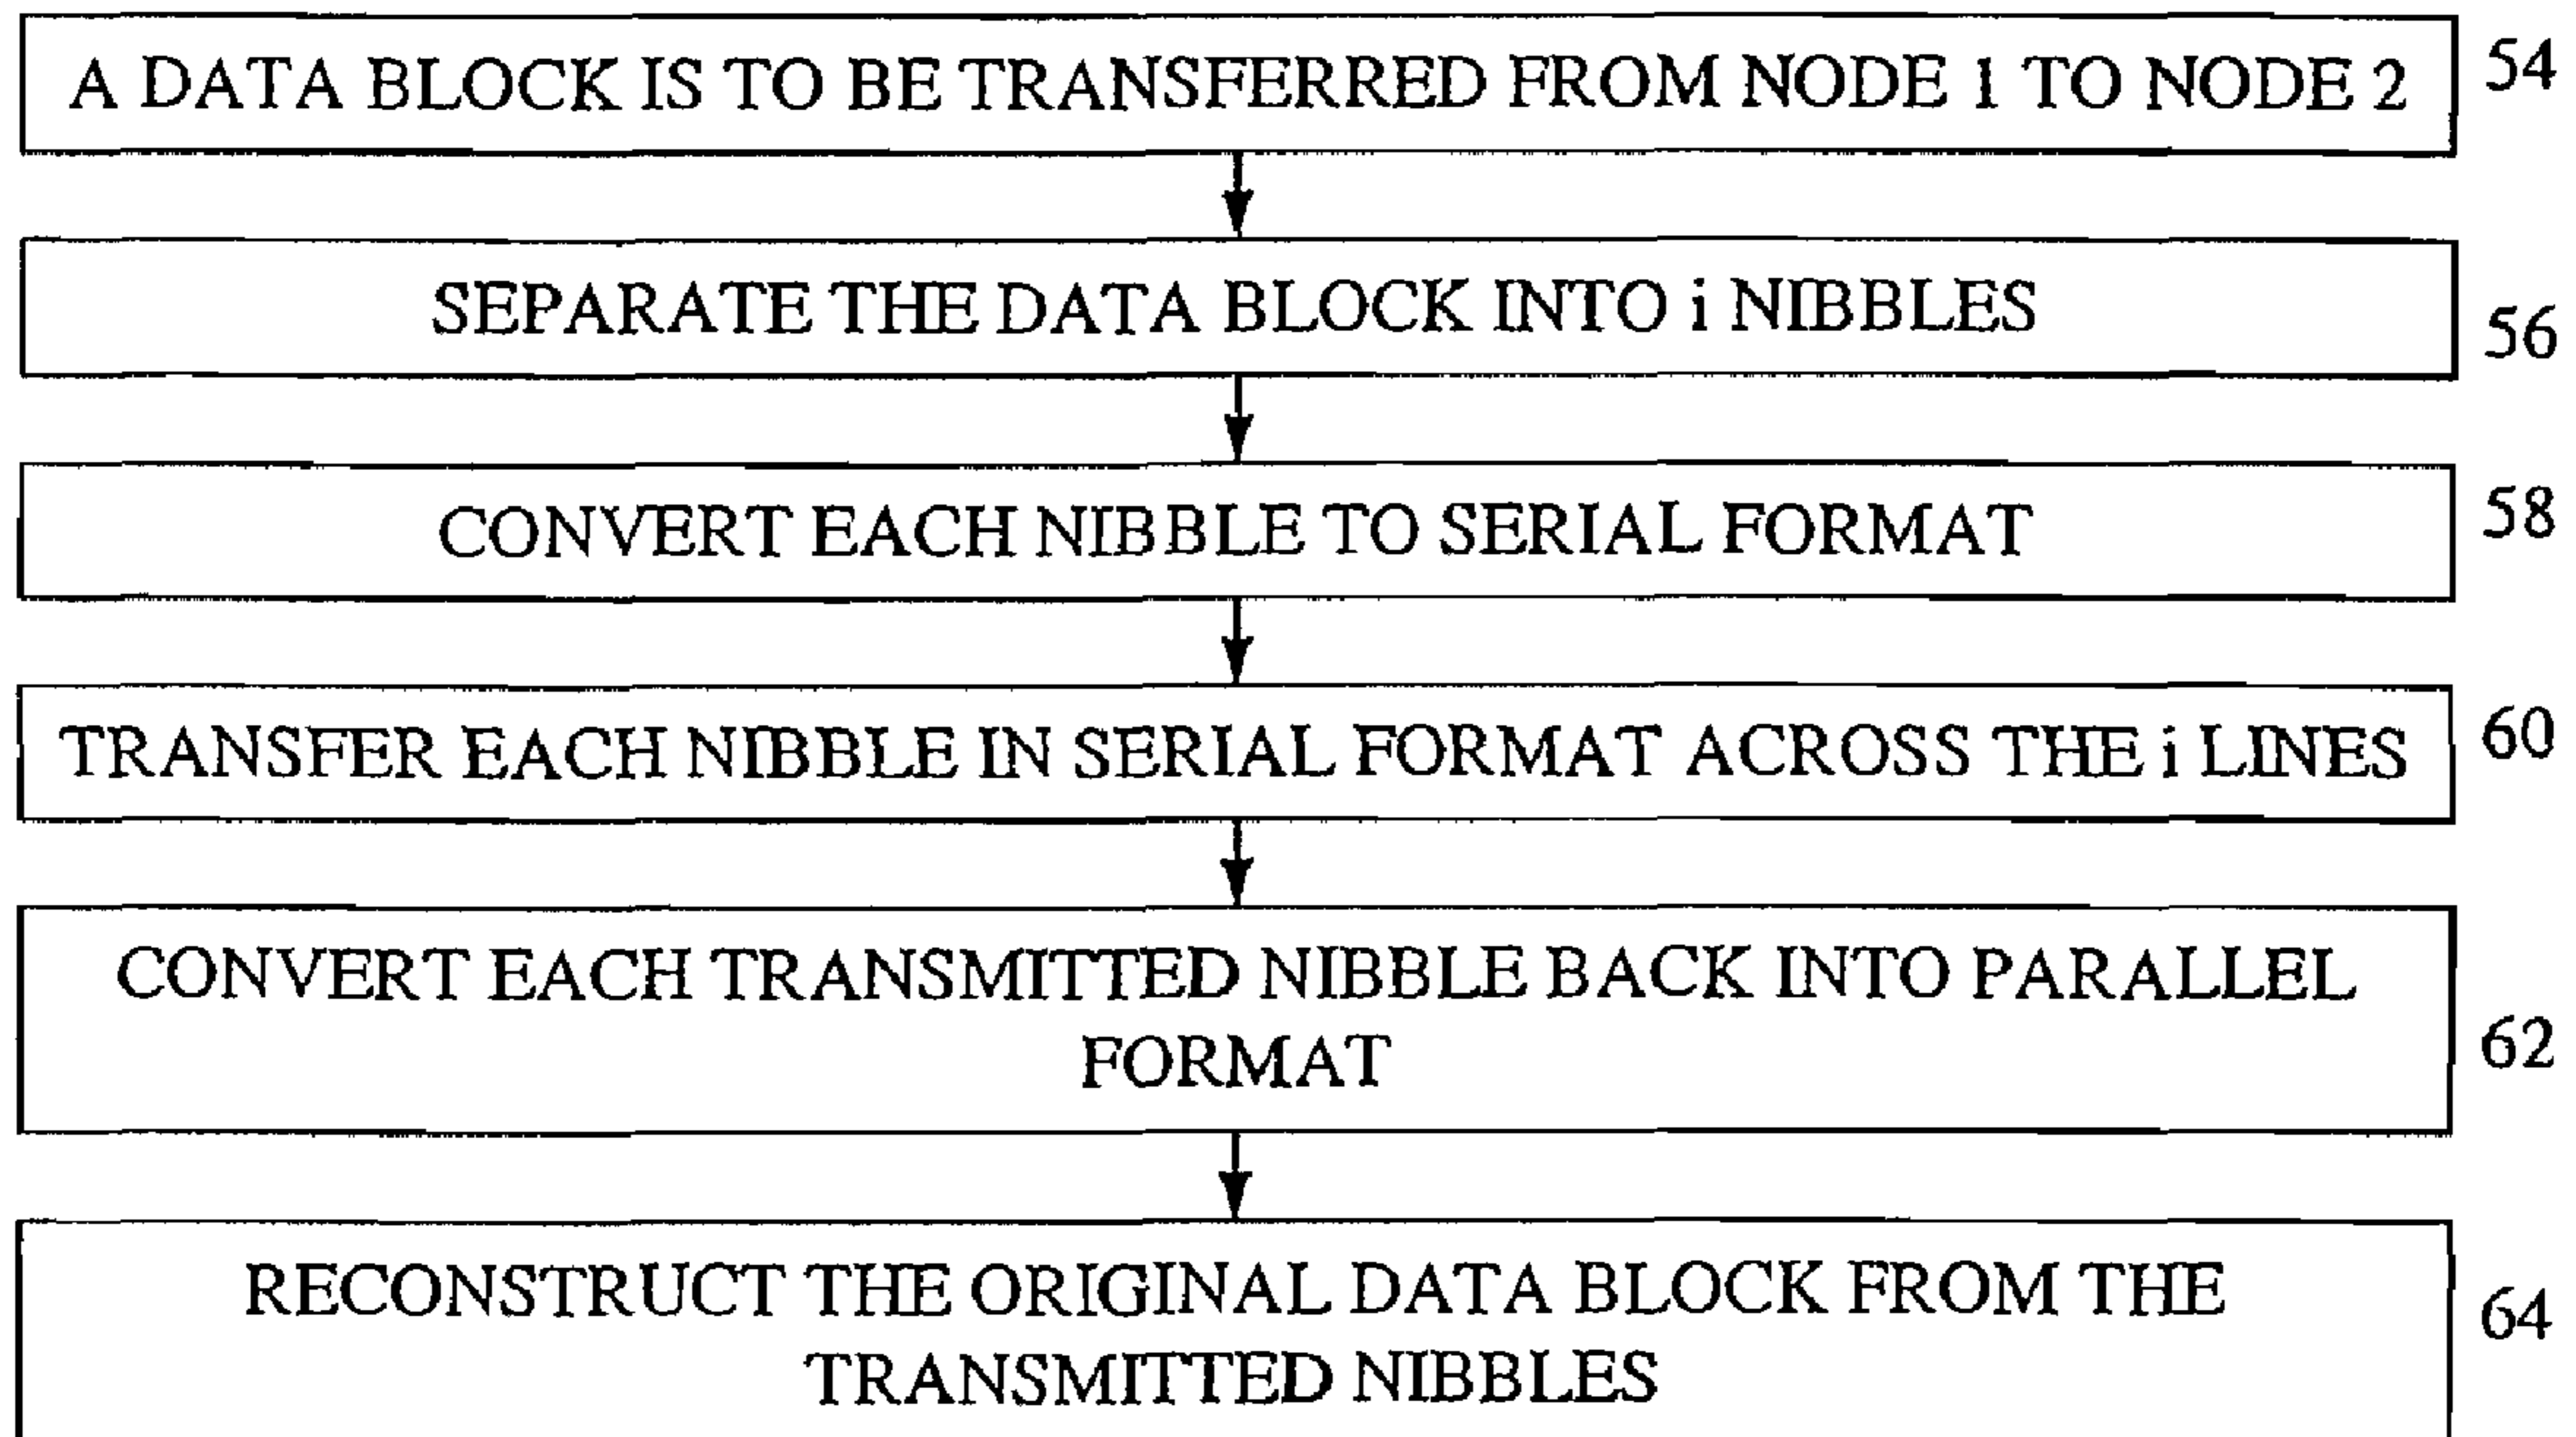 A DATA BLOCK IS TO BE TRANSFERRED FROM NODE 1 TO NODE 2
54
SEPARATE THE DATA BLOCK INTO i NIBBLES
56
CONVERT EACH NIBBLE TO SERIAL FORMAT
58
TRANSFER EACH NIBBLE IN SERIAL FORMAT ACROSS THE i LINES
60
CONVERT EACH TRANSMITTED NIBBLE BACK INTO PARALLEL
FORMAT
62
RECONSTRUCT THE ORIGINAL DATA BLOCK FROM THE
TRANSMITTED NIBBLES
64